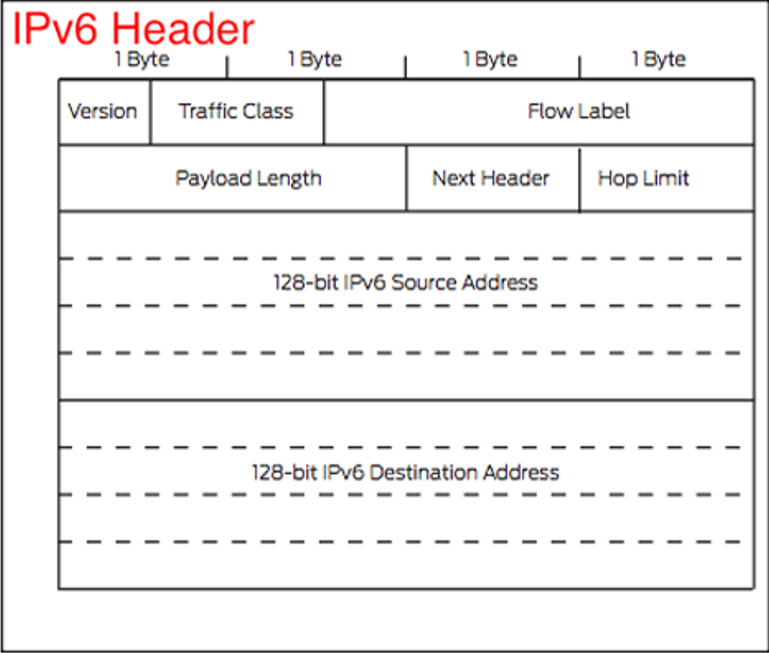 IPv6 Header
1 Byte 1 Byte 1 Byte 1 Byte
Version Traffic Class Flow Label
Payload Length Next Header Hop Limit
128-bit IPv6 Source Address
128-bit IPv6 Destination Address